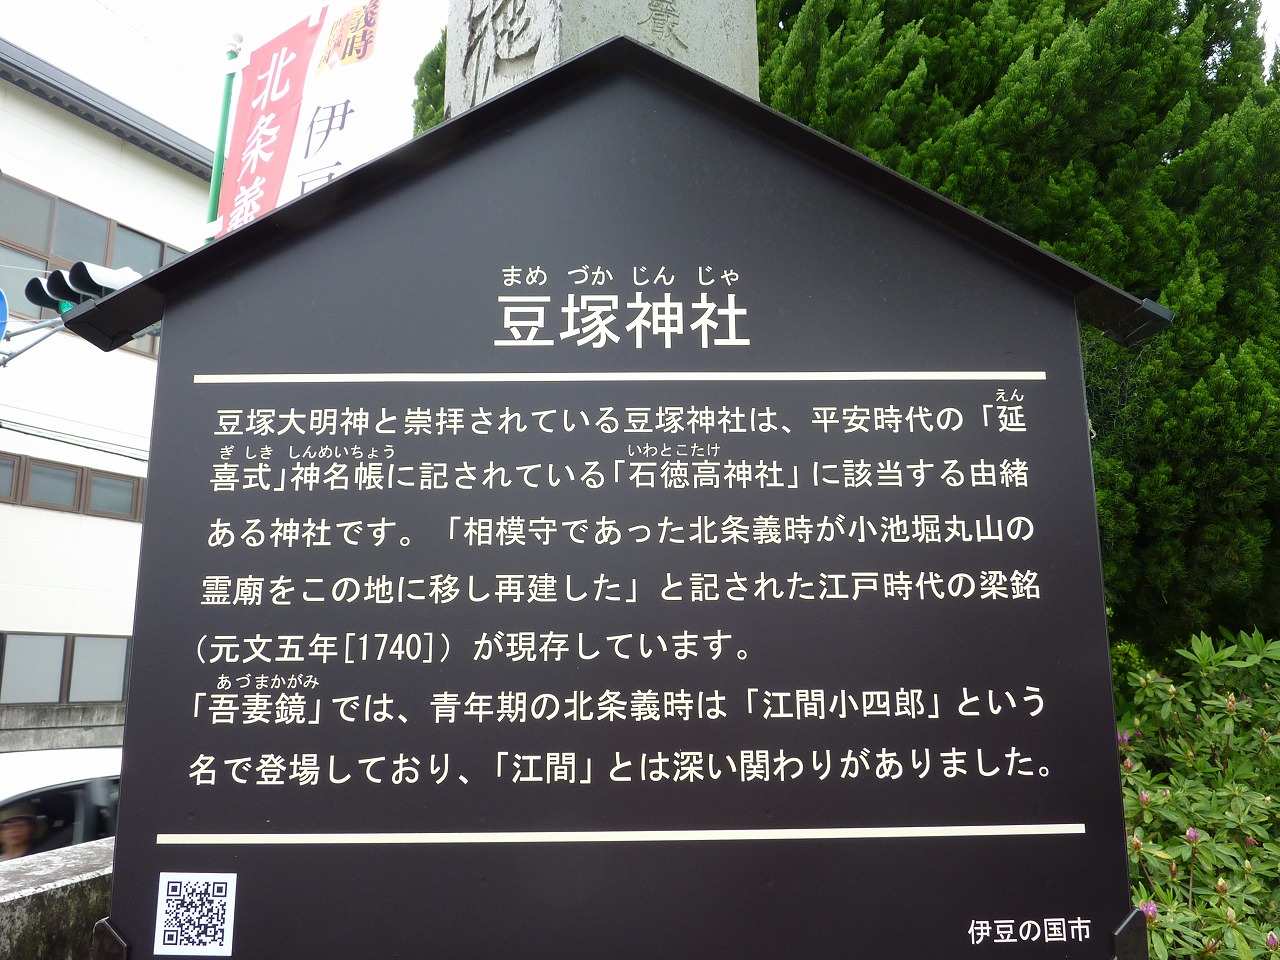 北条義
義時
伊豆
池
巌
まめ づか じん じゃ
豆塚神社
豆塚大明神と崇拝されている豆塚神社は、平安時代の「延
えん
ぎ しき しんめいちょう いわとこたけ
喜式」神名帳に記されている「石徳高神社」に該当する由緒
ある神社です。「相模守であった北条義時が小池堀丸山の
霊廟をこの地に移し再建した」と記された江戸時代の梁銘
(元文五年[1740]）が現存しています。
あづまかがみ
「吾妻鏡」では、青年期の北条義時は「江間小四郎」という
名で登場しており、「江間」とは深い関わりがありました。
伊豆の国市